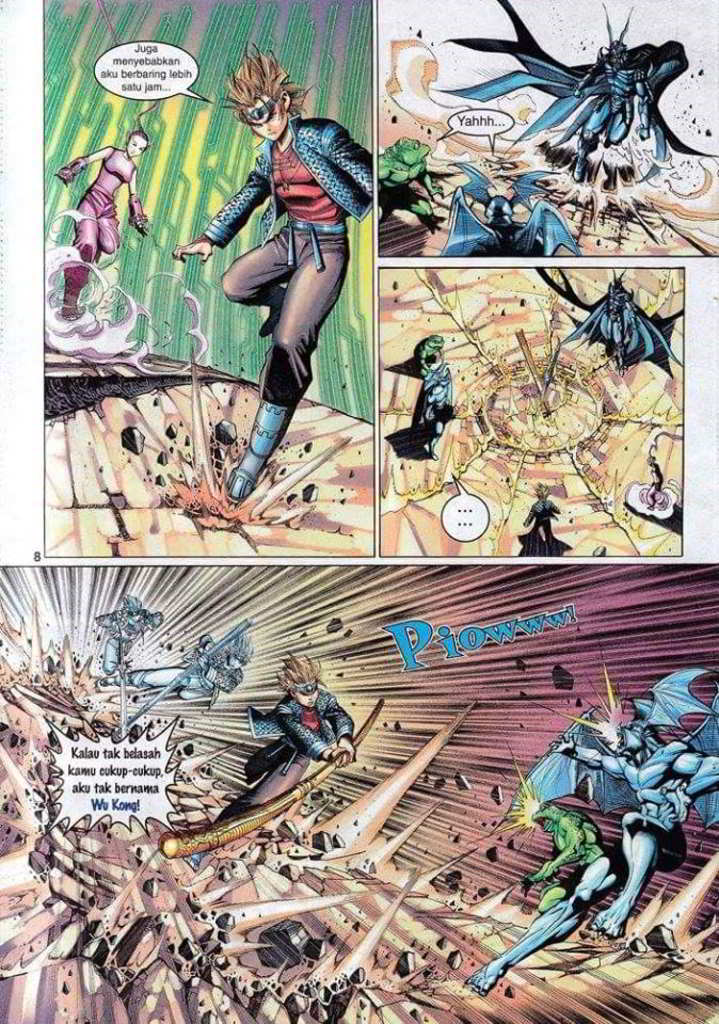 Juga
menyebabkan
aku berbaring lebih
satu jam...
Yahhh...
...
...
8
Piowww!
Kalau tak belasah
kamu cukup-cukup,
aku tak bernama
Wu Kong!